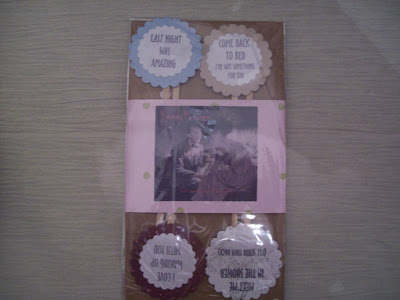 LAST NIGHT
WAS
AMAZING
COME BACK
TO BED
I'VE GOT SOMETHING
FOR YOU
I LOVE
WAKING UP
WITH YOU
MEET ME
IN THE SHOWER